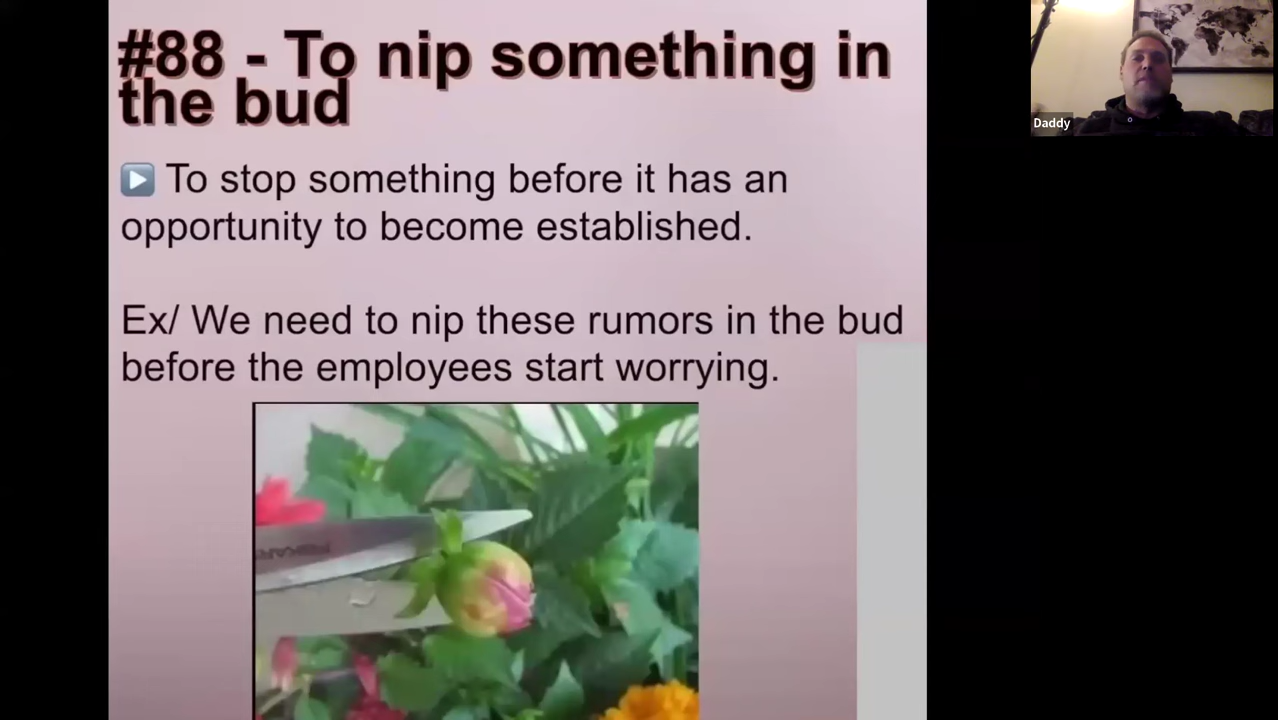 #88 - To nip something in
the bud
▶️ To stop something before it has an
opportunity to become established.
Ex/ We need to nip these rumors in the bud
before the employees start worrying.
Daddy